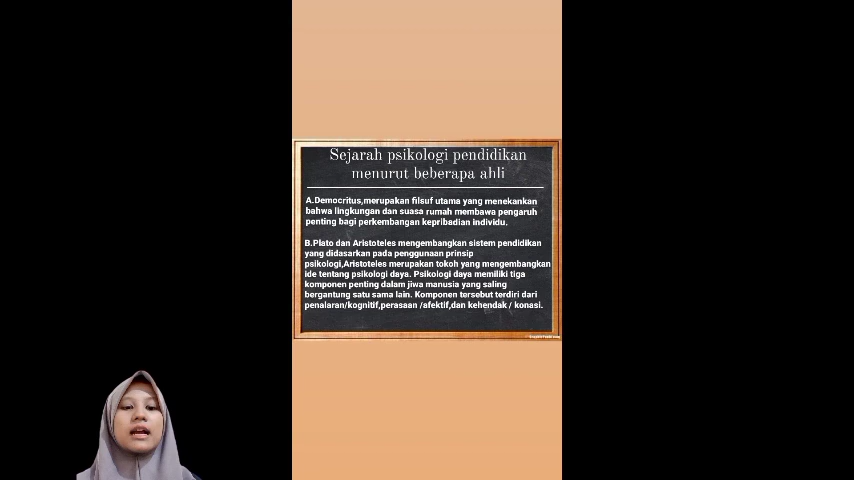 Sejarah psikologi pendidikan
menurut beberapa ahli
A.Democritus,merupakan filsuf utama yang menekankan
bahwa lingkungan dan suasa rumah membawa pengaruh
penting bagi perkembangan kepribadian individu.
B.Plato dan Aristoteles mengembangkan sistem pendidikan
yang didasarkan pada penggunaan prinsip
psikologi,Aristoteles merupakan tokoh yang mengembangkan
ide tentang psikologi daya. Psikologi daya memiliki tiga
komponen penting dalam jiwa manusia yang saling
bergantung satu sama lain. Komponen tersebut terdiri dari
penalaran/kognitif,perasaan /afektif,dan kehendak / konasi.